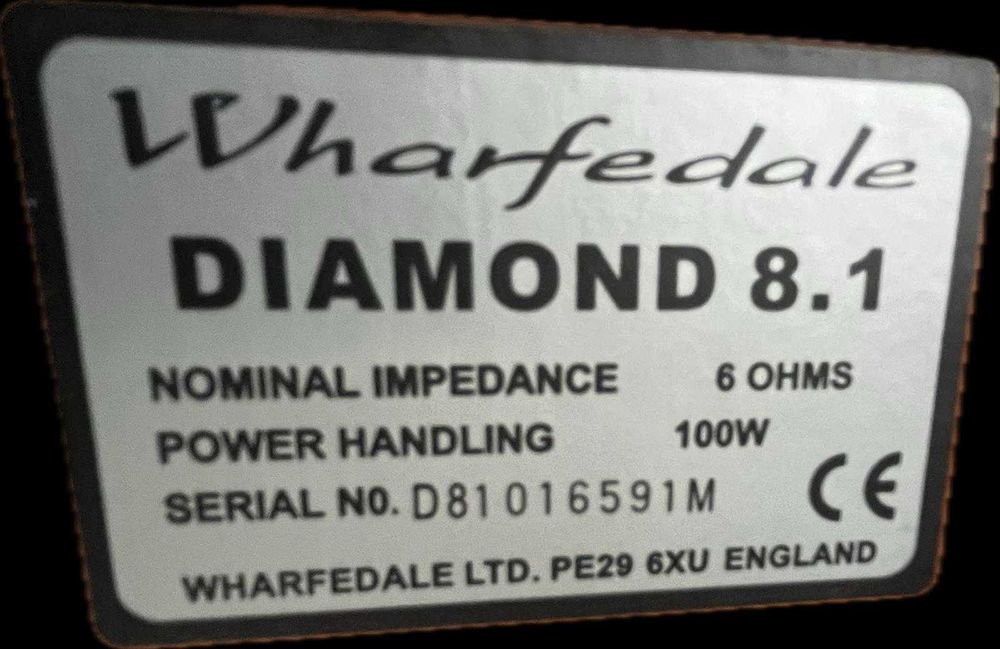 Wharfedale
DIAMOND 8.1
NOMINAL IMPEDANCE 6 OHMS
POWER HANDLING 100W
SERIAL NO. D81016591M
CE
WHARFEDALE LTD. PE29 6XU ENGLAND